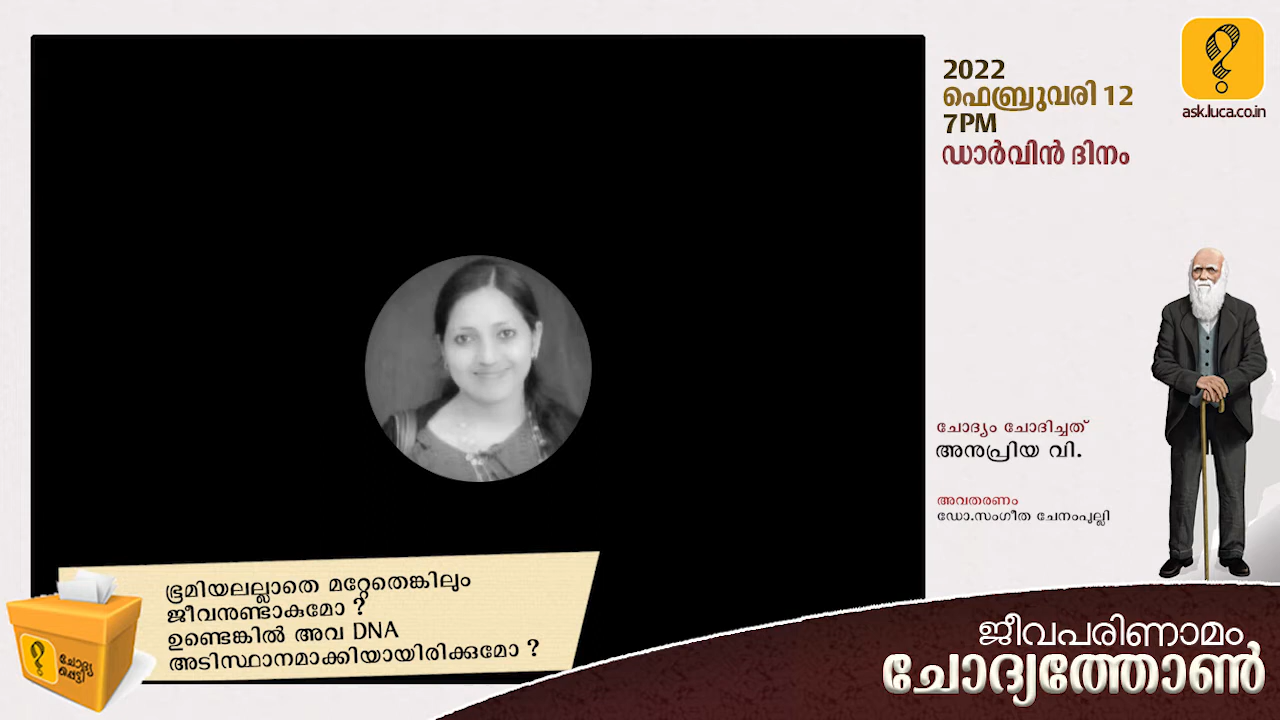 2022
ഫെബ്രുവരി 12
7PM
ഡാർവിൻ ദിനം
ask.luca.co.in
ചോദ്യം ചോദിച്ചത്
അനുപ്രിയ വി.
അവതരണം
ഡോ.സംഗീത ചേനംപുല്ലി
ഭൂമിയലല്ലാതെ മറ്റേതെങ്കിലും
ജീവനുണ്ടാകുമോ ?
ഉണ്ടെങ്കിൽ അവ DNA
അടിസ്ഥാനമാക്കിയായിരിക്കുമോ ?
ചോദ്യ
പെട്ടി
ജീവപരിണാമം
ചോദ്യത്തോൺ